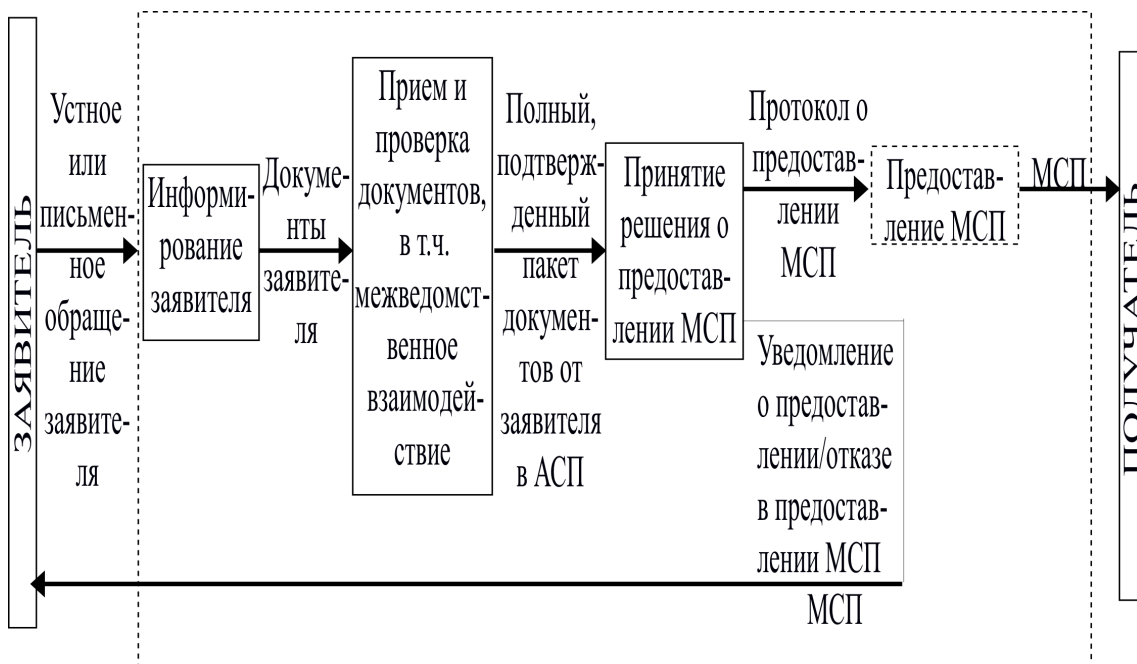 ЗАЯВИТЕЛЬ
Устное
или
письмен-
ное
обраще-
ние
заявите-
ля
Информи-
рование
заявителя
Докуме-
нты
заявите-
ля
Прием и
проверка
документов,
в т.ч.
межведомст-
венное
взаимодей-
ствие
Полный,
подтверж-
денный
пакет
докумен-
тов от
заявителя
в АСП
Принятие
решения о
предостав-
лении МСП
Протокол о
предостав-
лении
МСП
Предостав-
ление МСП
МСП
ПОЛУЧАТЕЛЬ
Уведомление
о предостав-
лении/отказе
в предостав-
лении МСП
МСП